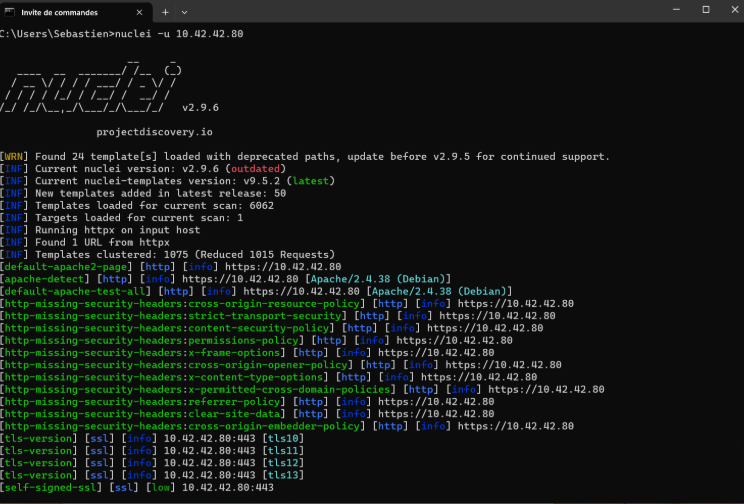 Invite de commandes
C:\Users\Sebastien>nuclei -u 10.42.42.80
v2.9.6
projectdiscovery.io
[WRN] Found 24 template[s] loaded with deprecated paths, update before v2.9.5 for continued support.
[INF] Current nuclei version: v2.9.6 (outdated)
[INF] Current nuclei-templates version: v9.5.2 (latest)
[INF] New templates added in latest release: 50
[INF] Templates loaded for current scan: 6062
[INF] Targets loaded for current scan: 1
[INF] Running httpx on input host
[INF] Found 1 URL from httpx
[INF] Templates clustered: 1075 (Reduced 1015 Requests)
[default-apache2-page] [http] [info] https://10.42.42.80
[apache-detect] [http] [info] https://10.42.42.80 [Apache/2.4.38 (Debian)]
[default-apache-test-all] [http] [info] https://10.42.42.80 [Apache/2.4.38 (Debian)]
[http-missing-security-headers:cross-origin-resource-policy] [http] [info] https://10.42.42.80
[http-missing-security-headers:strict-transport-security] [http] [info] https://10.42.42.80
[http-missing-security-headers:content-security-policy] [http] [info] https://10.42.42.80
[http-missing-security-headers:permissions-policy] [http] [info] https://10.42.42.80
[http-missing-security-headers:x-frame-options] [http] [info] https://10.42.42.80
[http-missing-security-headers:cross-origin-opener-policy] [http] [info] https://10.42.42.80
[http-missing-security-headers:x-content-type-options] [http] [info] https://10.42.42.80
[http-missing-security-headers:x-permitted-cross-domain-policies] [http] [info] https://10.42.42.80
[http-missing-security-headers:referrer-policy] [http] [info] https://10.42.42.80
[http-missing-security-headers:clear-site-data] [http] [info] https://10.42.42.80
[http-missing-security-headers:cross-origin-embedder-policy] [http] [info] https://10.42.42.80
[tls-version] [ssl] [info] 10.42.42.80:443 [tls10]
[tls-version] [ssl] [info] 10.42.42.80:443 [tls11]
[tls-version] [ssl] [info] 10.42.42.80:443 [tls12]
[tls-version] [ssl] [info] 10.42.42.80:443 [tls13]
[self-signed-ssl] [ssl] [low] 10.42.42.80:443